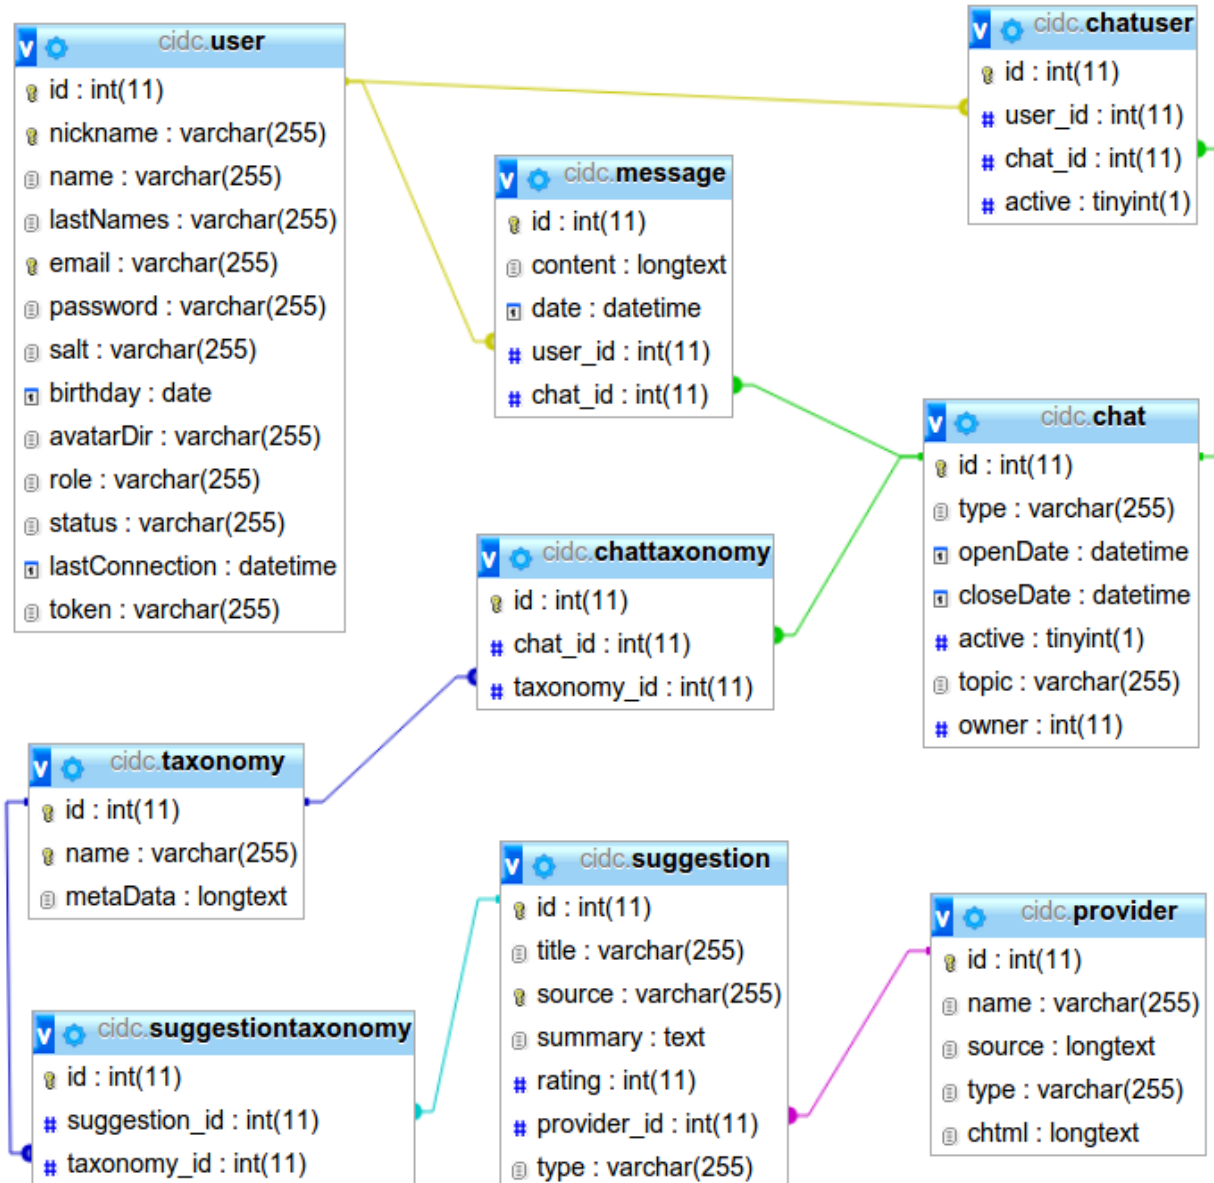 cidc.user
id : int(11)
nickname : varchar(255)
name : varchar(255)
lastNames : varchar(255)
email : varchar(255)
password : varchar(255)
salt : varchar(255)
birthday : date
avatarDir : varchar(255)
role : varchar(255)
status : varchar(255)
lastConnection : datetime
token : varchar(255)
cidc.message
id : int(11)
content : longtext
date : datetime
user_id : int(11)
chat_id : int(11)
cidc.chatuser
id : int(11)
user_id : int(11)
chat_id : int(11)
active : tinyint(1)
cidc.chat
id : int(11)
type : varchar(255)
openDate : datetime
closeDate : datetime
active : tinyint(1)
topic : varchar(255)
owner : int(11)
cidc.chattaxonomy
id : int(11)
chat_id : int(11)
taxonomy_id : int(11)
cidc.taxonomy
id : int(11)
name : varchar(255)
metaData : longtext
cidc.suggestiontaxonomy
id : int(11)
suggestion_id : int(11)
taxonomy_id : int(11)
cidc.suggestion
id : int(11)
title : varchar(255)
source : varchar(255)
summary : text
rating : int(11)
provider_id : int(11)
type : varchar(255)
cidc.provider
id : int(11)
name : varchar(255)
source : longtext
type : varchar(255)
chtml : longtext